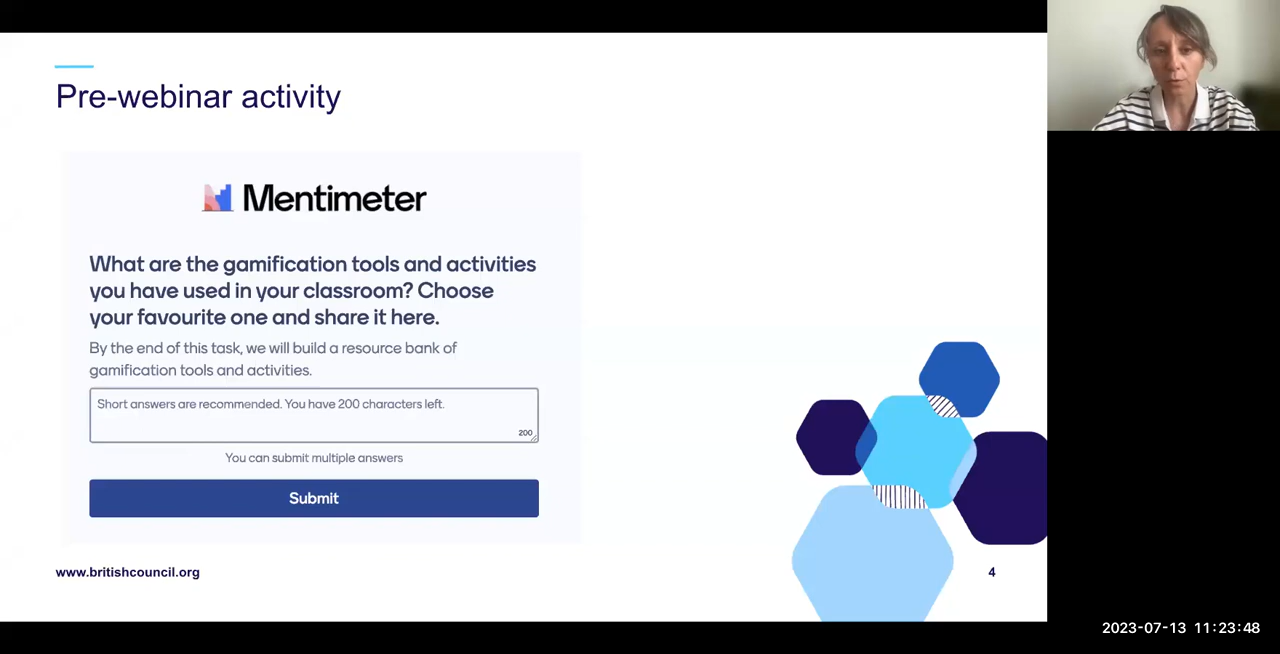 Pre-webinar activity
Mentimeter
What are the gamification tools and activities
you have used in your classroom? Choose
your favourite one and share it here.
By the end of this task, we will build a resource bank of
gamification tools and activities.
Short answers are recommended. You have 200 characters left.
200
You can submit multiple answers
Submit
www.britishcouncil.org
4
2023-07-13 11:23:48